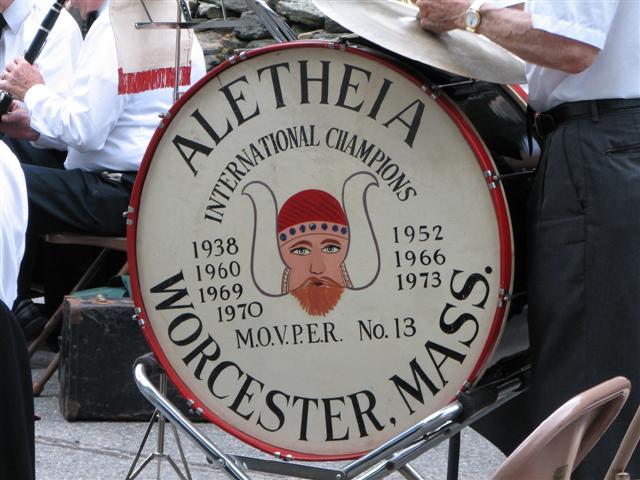 ALETHEIA
INTERNATIONAL CHAMPIONS
1938
1960
1969
1970
1952
1966
1973
M.O.V.P.E.R. No. 13
WORCESTER, MASS.